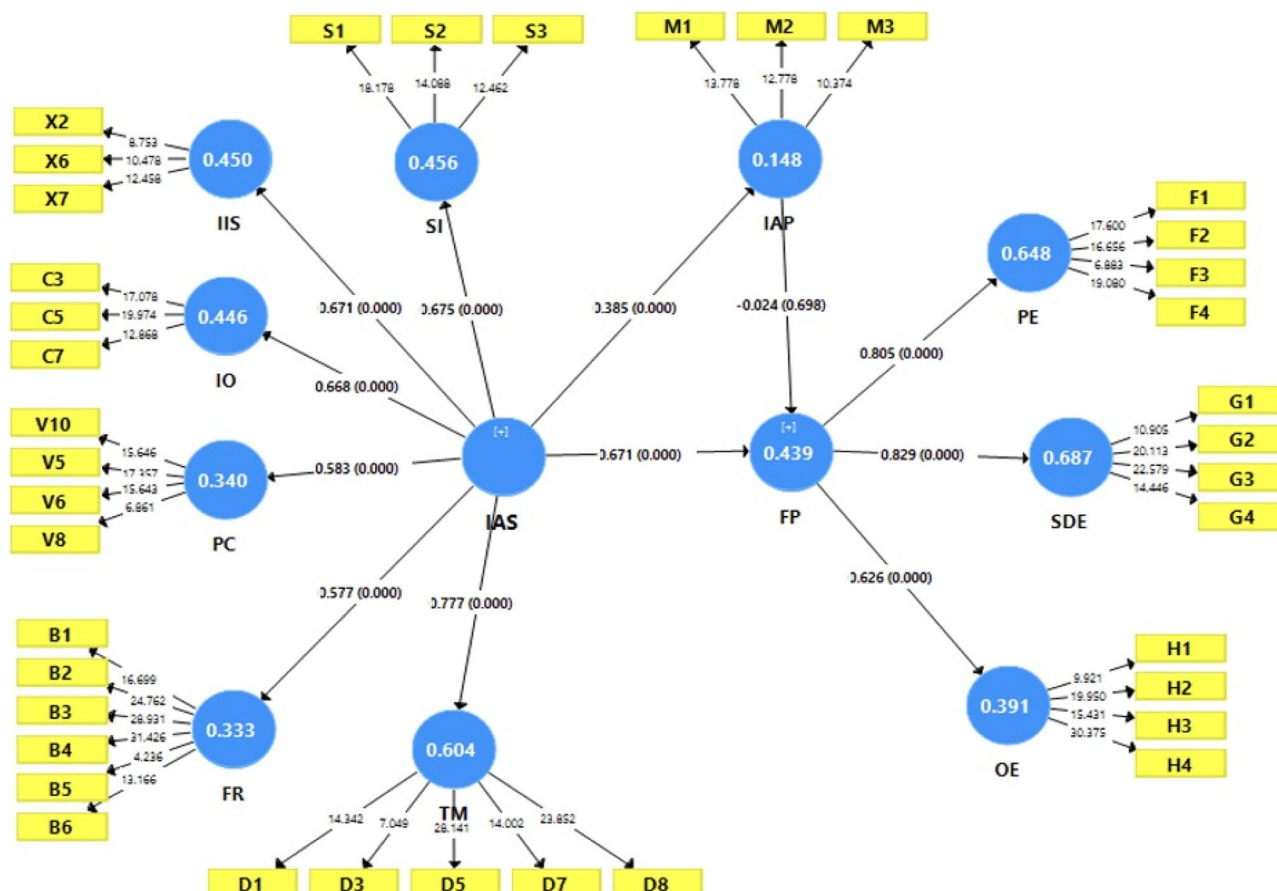 S1 S2 S3
M1 M2 M3
18.178 14.088 12.462
13.778 12.778 10.374
X2
X6
X7
8.753
10.478
12.458
0.450
IIS
0.456
SI
0.148
IAP
F1
F2
F3
F4
17.600
16.656
6.883
19.080
0.648
PE
C3
C5
C7
17.078
19.974
12.868
0.446
IO
0.671 (0.000)
0.675 (0.000)
0.385 (0.000)
-0.024 (0.698)
0.668 (0.000)
0.805 (0.000)
V10
V5
V6
V8
15.646
17.357
15.643
6.861
0.340
PC
0.583 (0.000)
[+]
IAS
0.671 (0.000)
[+]
0.439
FP
0.829 (0.000)
0.687
SDE
G1
G2
G3
G4
10.905
20.113
22.579
14.446
0.577 (0.000)
0.777 (0.000)
0.626 (0.000)
B1
B2
B3
B4
B5
B6
16.699
24.762
28.931
31.426
4.236
13.166
0.333
FR
0.604
TM
0.391
OE
H1
H2
H3
H4
9.921
19.950
15.431
30.375
14.342 7.049 28.141 14.002 23.852
D1 D3 D5 D7 D8